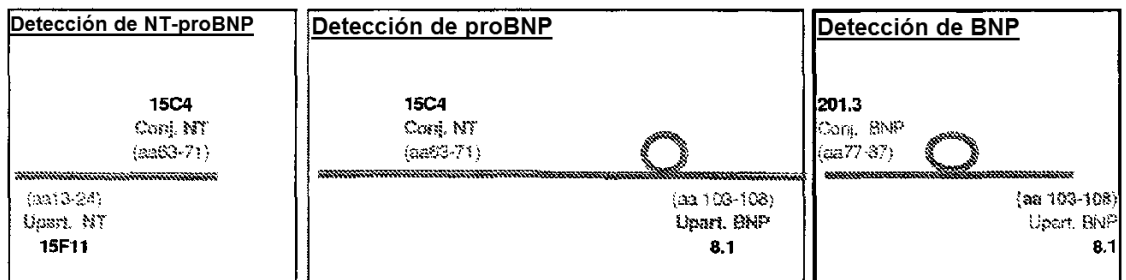 Detección de NT-proBNP
15C4
Conj. NT
(aa63-71)
(aa13-24)
Upart. NT
15F11
Detección de proBNP
15C4
Conj. NT
(aa63-71)
(aa 103-108)
Upart. BNP
8.1
Detección de BNP
201.3
Conj. BNP
(aa77-87)
(aa 103-108)
Upart. BNP
8.1